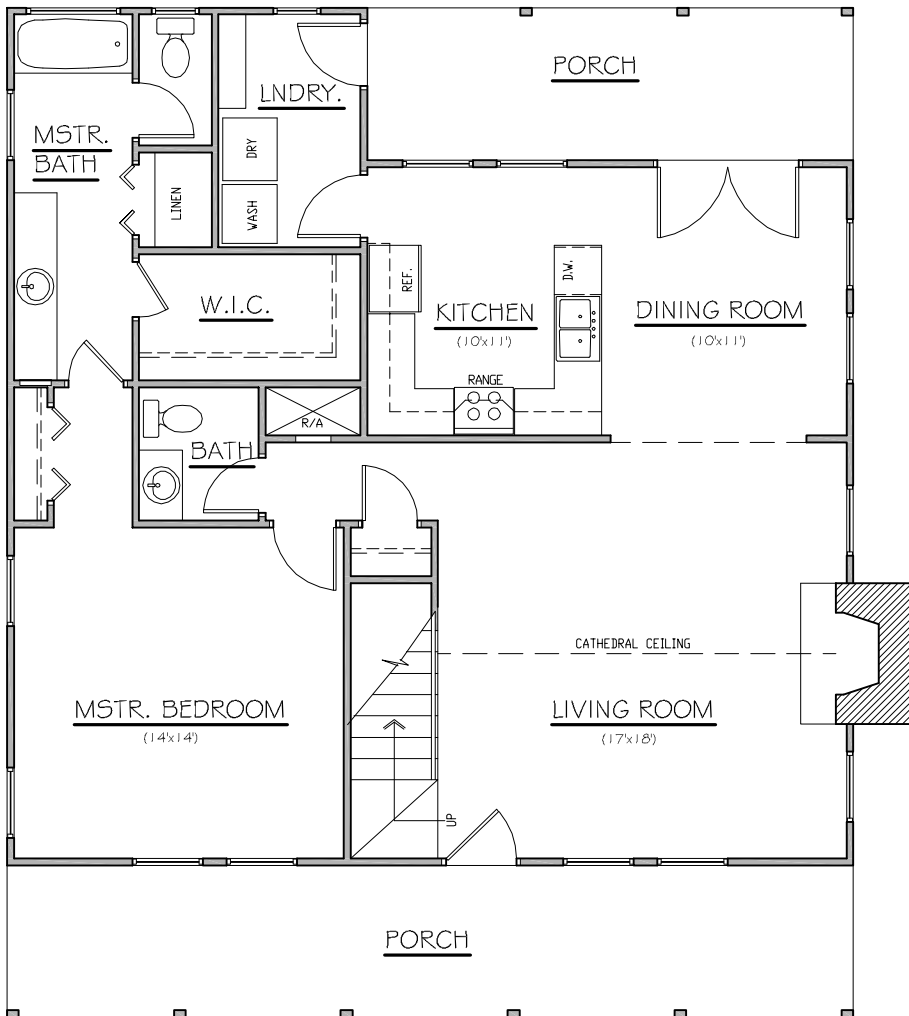 PORCH
LNDRY.
MSTR.
BATH
DRY
LINEN
WASH
REF.
D.W.
W.I.C.
KITCHEN
(10'x11')
DINING ROOM
(10'x11')
RANGE
R/A
BATH
CATHEDRAL CEILING
MSTR. BEDROOM
(14'x14')
LIVING ROOM
(17'x18')
UP
PORCH